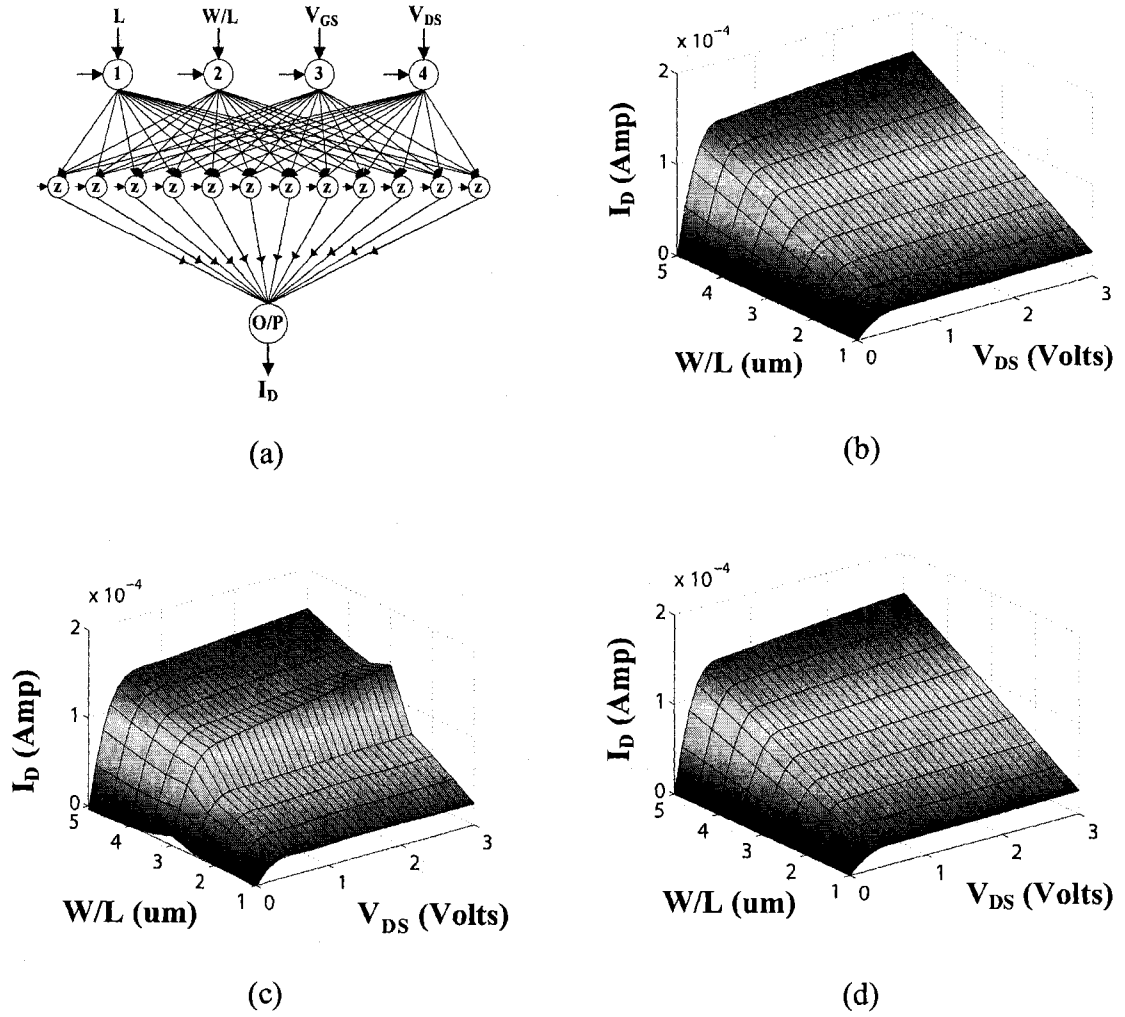 L W/L V_GS V_DS
1 2 3 4
z z z z z z z z z z z z
O/P
I_D
(a)
x 10^-4
2
1
0
I_D (Amp)
5 4 3 2 1
W/L (um)
0 1 2 3
V_DS (Volts)
(b)
x 10^-4
2
1
0
I_D (Amp)
5 4 3 2 1
W/L (um)
0 1 2 3
V_DS (Volts)
(c)
x 10^-4
2
1
0
I_D (Amp)
5 4 3 2 1
W/L (um)
0 1 2 3
V_DS (Volts)
(d)